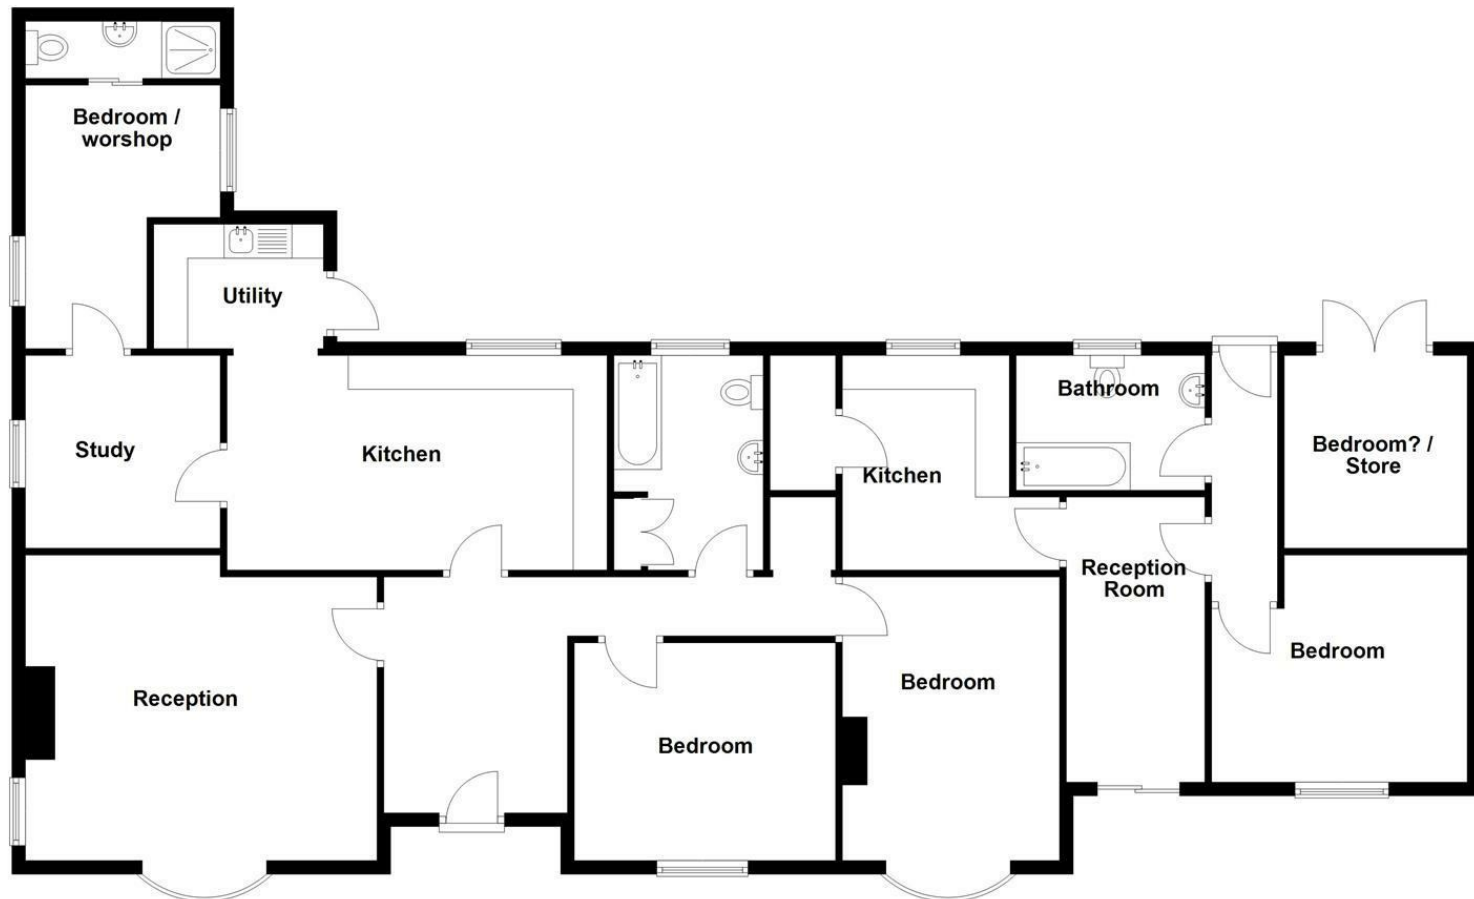 Bedroom /
worshop
Utility
Study
Kitchen
Kitchen
Bathroom
Bedroom? /
Store
Reception
Room
Bedroom
Reception
Bedroom
Bedroom